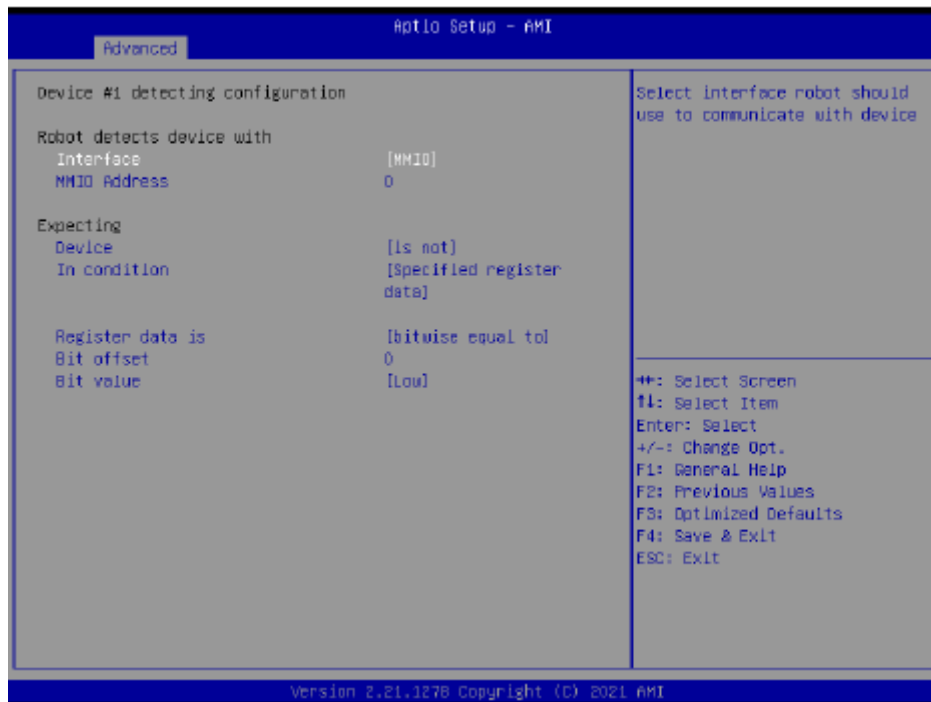 Aptio Setup - AMI
Advanced
Device #1 detecting configuration
Robot detects device with
Interface [MMIO]
MMIO Address 0
Expecting
Device [is not]
In condition [Specified register
data]
Register data is [bitwise equal to]
Bit offset 0
Bit value [Low]
Select interface robot should
use to communicate with device
→←: Select Screen
↑↓: Select Item
Enter: Select
+/-: Change Opt.
F1: General Help
F2: Previous Values
F3: Optimized Defaults
F4: Save & Exit
ESC: Exit
Version 2.21.1278 Copyright (C) 2021 AMI